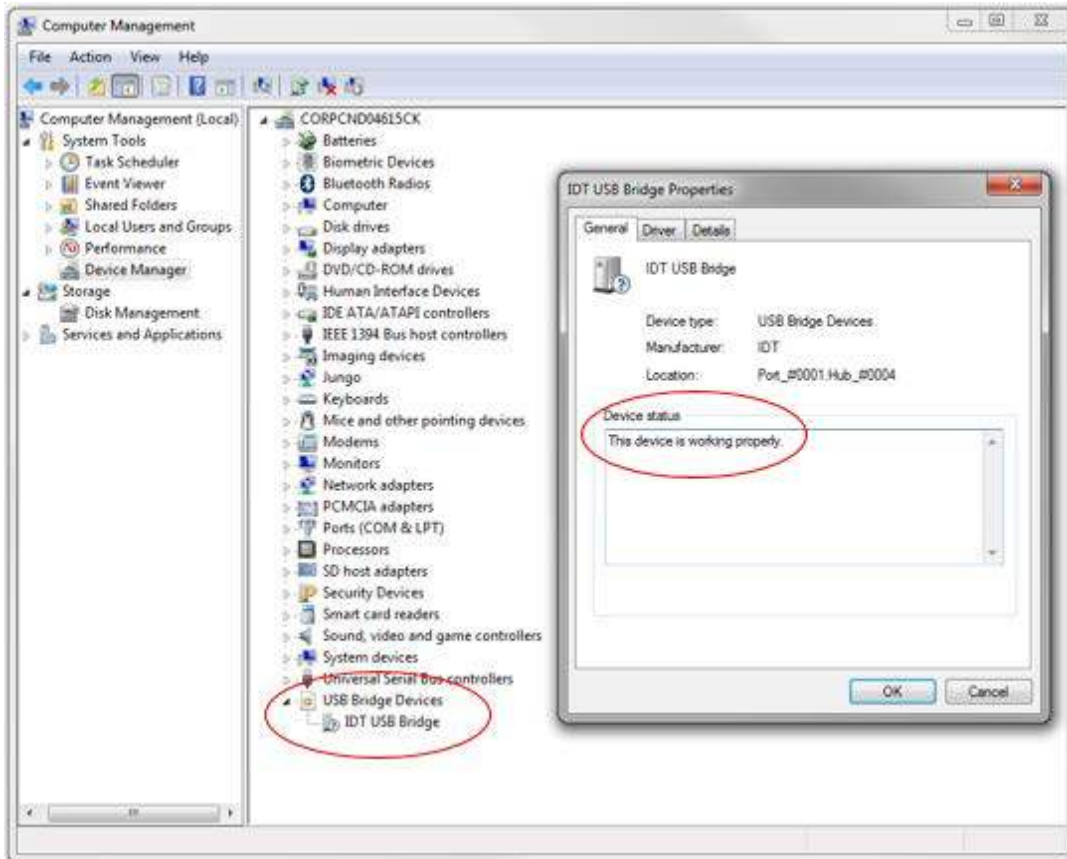 Computer Management
File Action View Help
Computer Management (Local)
System Tools
Task Scheduler
Event Viewer
Shared Folders
Local Users and Groups
Performance
Device Manager
Storage
Disk Management
Services and Applications
CORPCND04615CK
Batteries
Biometric Devices
Bluetooth Radios
Computer
Disk drives
Display adapters
DVD/CD-ROM drives
Human Interface Devices
IDE ATA/ATAPI controllers
IEEE 1394 Bus host controllers
Imaging devices
Jungo
Keyboards
Mice and other pointing devices
Modems
Monitors
Network adapters
PCMCIA adapters
Ports (COM & LPT)
Processors
SD host adapters
Security Devices
Smart card readers
Sound, video and game controllers
System devices
Universal Serial Bus controllers
USB Bridge Devices
IDT USB Bridge
IDT USB Bridge Properties
General Driver Details
IDT USB Bridge
Device type: USB Bridge Devices
Manufacturer: IDT
Location: Port_#0001.Hub_#0004
Device status
This device is working properly.
OK Cancel